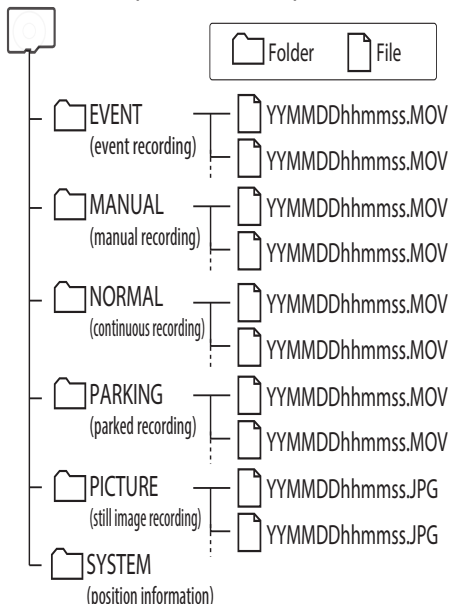 Folder File
EVENT YYMMDDhhmmss.MOV
(event recording) YYMMDDhhmmss.MOV
MANUAL YYMMDDhhmmss.MOV
(manual recording) YYMMDDhhmmss.MOV
NORMAL YYMMDDhhmmss.MOV
(continuous recording) YYMMDDhhmmss.MOV
PARKING YYMMDDhhmmss.MOV
(parked recording) YYMMDDhhmmss.MOV
PICTURE YYMMDDhhmmss.JPG
(still image recording) YYMMDDhhmmss.JPG
SYSTEM
(position information)